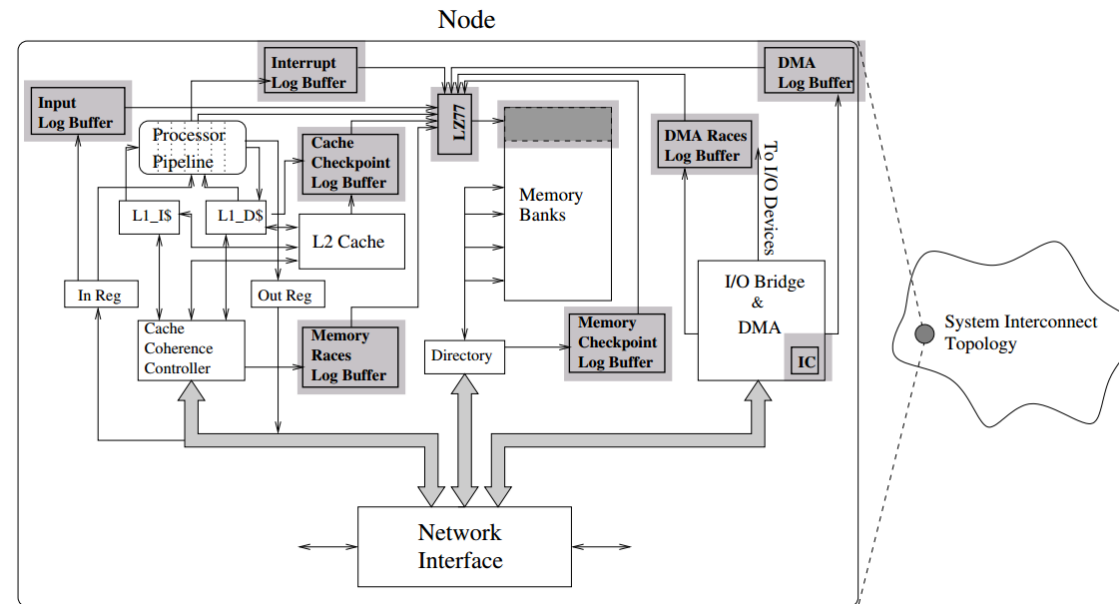 Node
Interrupt
Log Buffer
DMA
Log Buffer
Input
Log Buffer
LZ77
Processor
Pipeline
Cache
Checkpoint
Log Buffer
DMA Races
Log Buffer
To I/O Devices
Memory
Banks
L1_I$
L1_D$
L2 Cache
In Reg
Out Reg
I/O Bridge
&
DMA
IC
Cache
Coherence
Controller
Memory
Races
Log Buffer
Directory
Memory
Checkpoint
Log Buffer
System Interconnect
Topology
Network
Interface